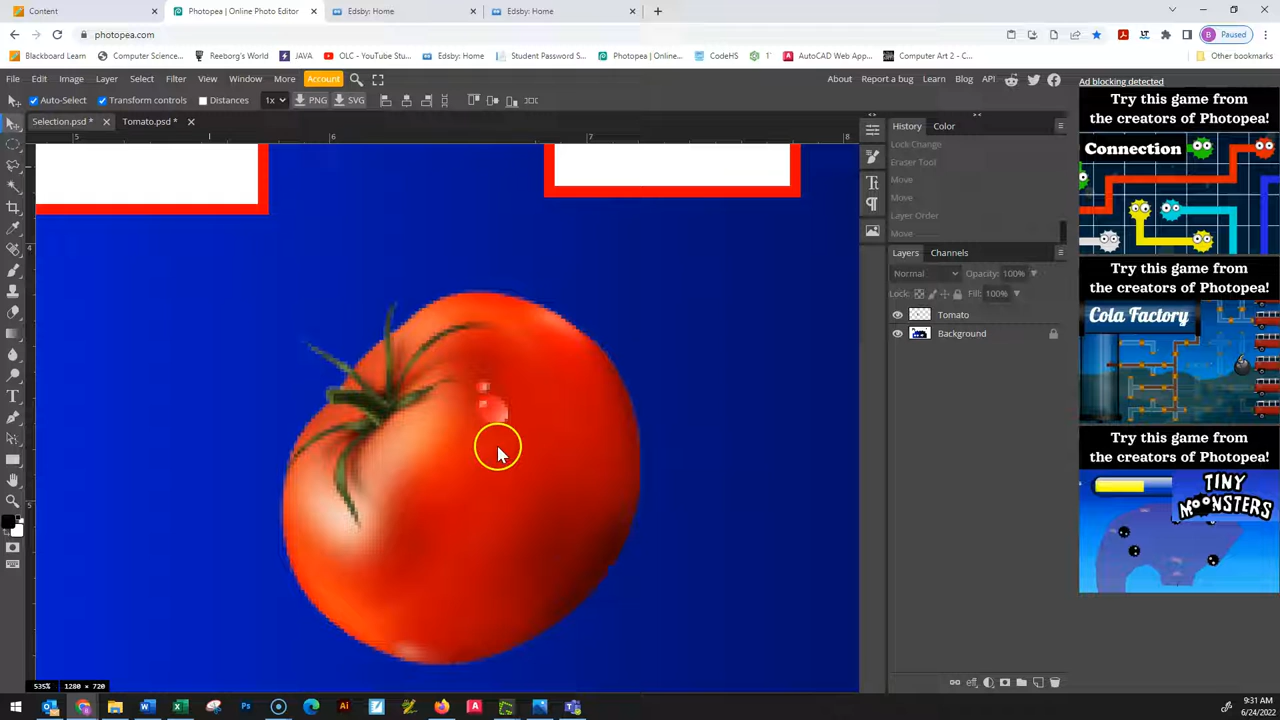 Content
Photopea | Online Photo Editor
Edsby: Home
Edsby: Home
photopea.com
Paused
Blackboard Learn
Computer Science...
Reeborg's World
JAVA
OLC - YouTube Stu...
Edsby: Home
Student Password S...
Photopea | Online...
CodeHS
AutoCAD Web App...
Computer Art 2 - C...
Other bookmarks
File Edit Image Layer Select Filter View Window More Account
About Report a bug Learn Blog API
Ad blocking detected
Auto-Select Transform controls Distances 1x PNG SVG
Selection.psd *
Tomato.psd *
5 6 7 8
4
5
History Color
Lock Change
Eraser Tool
Move
Move
Layer Order
Move
Layers Channels
Normal Opacity: 100%
Lock: Fill: 100%
Tomato
Background
Try this game from
the creators of Photopea!
Connection
Try this game from
the creators of Photopea!
Cola Factory
Try this game from
the creators of Photopea!
TINY
MONSTERS
535% 1280 × 720
9:31 AM
6/24/2022